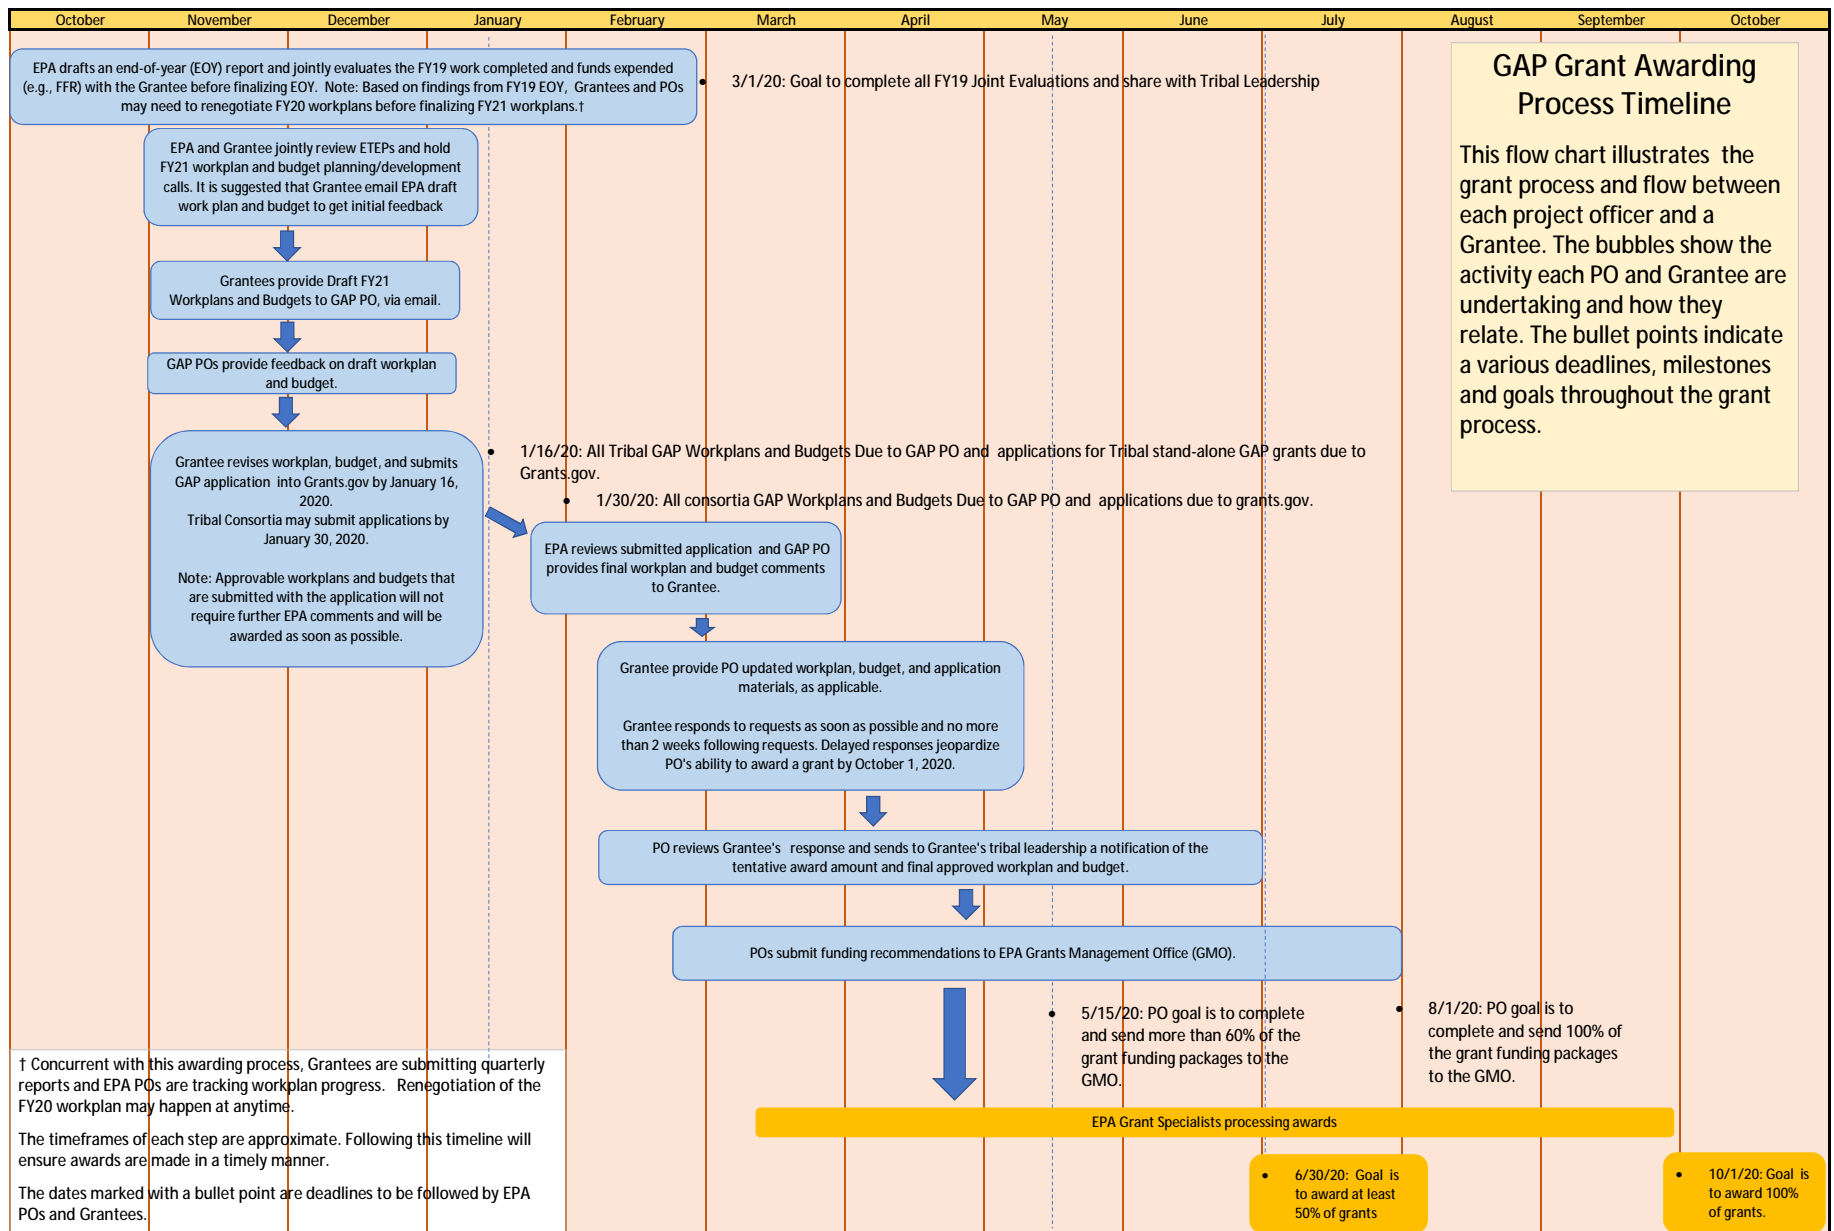 October November December January February March April May June July August September October
EPA drafts an end-of-year (EOY) report and jointly evaluates the FY19 work completed and funds expended
(e.g., FFR) with the Grantee before finalizing EOY. Note: Based on findings from FY19 EOY, Grantees and POs
may need to renegotiate FY20 workplans before finalizing FY21 workplans.†
• 3/1/20: Goal to complete all FY19 Joint Evaluations and share with Tribal Leadership
GAP Grant Awarding
Process Timeline
This flow chart illustrates the
grant process and flow between
each project officer and a
Grantee. The bubbles show the
activity each PO and Grantee are
undertaking and how they
relate. The bullet points indicate
a various deadlines, milestones
and goals throughout the grant
process.
EPA and Grantee jointly review ETEPs and hold
FY21 workplan and budget planning/development
calls. It is suggested that Grantee email EPA draft
work plan and budget to get initial feedback
Grantees provide Draft FY21
Workplans and Budgets to GAP PO, via email.
GAP POs provide feedback on draft workplan
and budget.
Grantee revises workplan, budget, and submits
GAP application into Grants.gov by January 16,
2020.
Tribal Consortia may submit applications by
January 30, 2020.
Note: Approvable workplans and budgets that
are submitted with the application will not
require further EPA comments and will be
awarded as soon as possible.
• 1/16/20: All Tribal GAP Workplans and Budgets Due to GAP PO and applications for Tribal stand-alone GAP grants due to
Grants.gov.
• 1/30/20: All consortia GAP Workplans and Budgets Due to GAP PO and applications due to grants.gov.
EPA reviews submitted application and GAP PO
provides final workplan and budget comments
to Grantee.
Grantee provide PO updated workplan, budget, and application
materials, as applicable.
Grantee responds to requests as soon as possible and no more
than 2 weeks following requests. Delayed responses jeopardize
PO's ability to award a grant by October 1, 2020.
PO reviews Grantee's response and sends to Grantee's tribal leadership a notification of the
tentative award amount and final approved workplan and budget.
POs submit funding recommendations to EPA Grants Management Office (GMO).
• 5/15/20: PO goal is to complete
and send more than 60% of the
grant funding packages to the
GMO.
• 8/1/20: PO goal is to
complete and send 100% of
the grant funding packages
to the GMO.
EPA Grant Specialists processing awards
• 6/30/20: Goal is
to award at least
50% of grants
• 10/1/20: Goal is
to award 100%
of grants.
† Concurrent with this awarding process, Grantees are submitting quarterly
reports and EPA POs are tracking workplan progress. Renegotiation of the
FY20 workplan may happen at anytime.
The timeframes of each step are approximate. Following this timeline will
ensure awards are made in a timely manner.
The dates marked with a bullet point are deadlines to be followed by EPA
POs and Grantees.